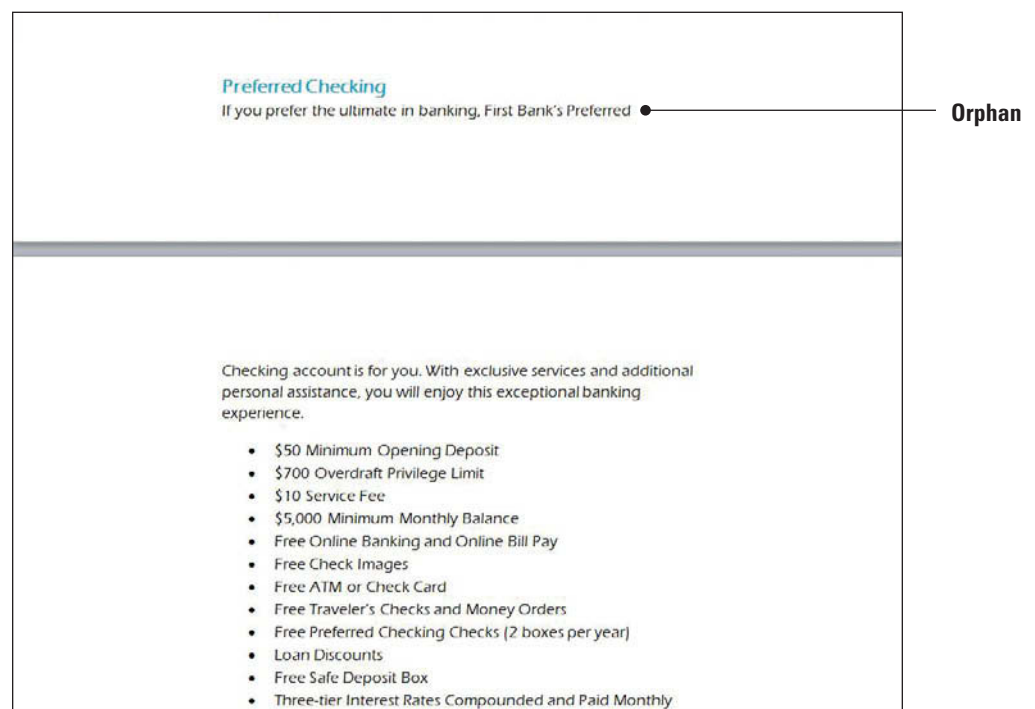 Preferred Checking
If you prefer the ultimate in banking, First Bank's Preferred
Orphan
Checking account is for you. With exclusive services and additional
personal assistance, you will enjoy this exceptional banking
experience.
• $50 Minimum Opening Deposit
• $700 Overdraft Privilege Limit
• $10 Service Fee
• $5,000 Minimum Monthly Balance
• Free Online Banking and Online Bill Pay
• Free Check Images
• Free ATM or Check Card
• Free Traveler's Checks and Money Orders
• Free Preferred Checking Checks (2 boxes per year)
• Loan Discounts
• Free Safe Deposit Box
• Three-tier Interest Rates Compounded and Paid Monthly